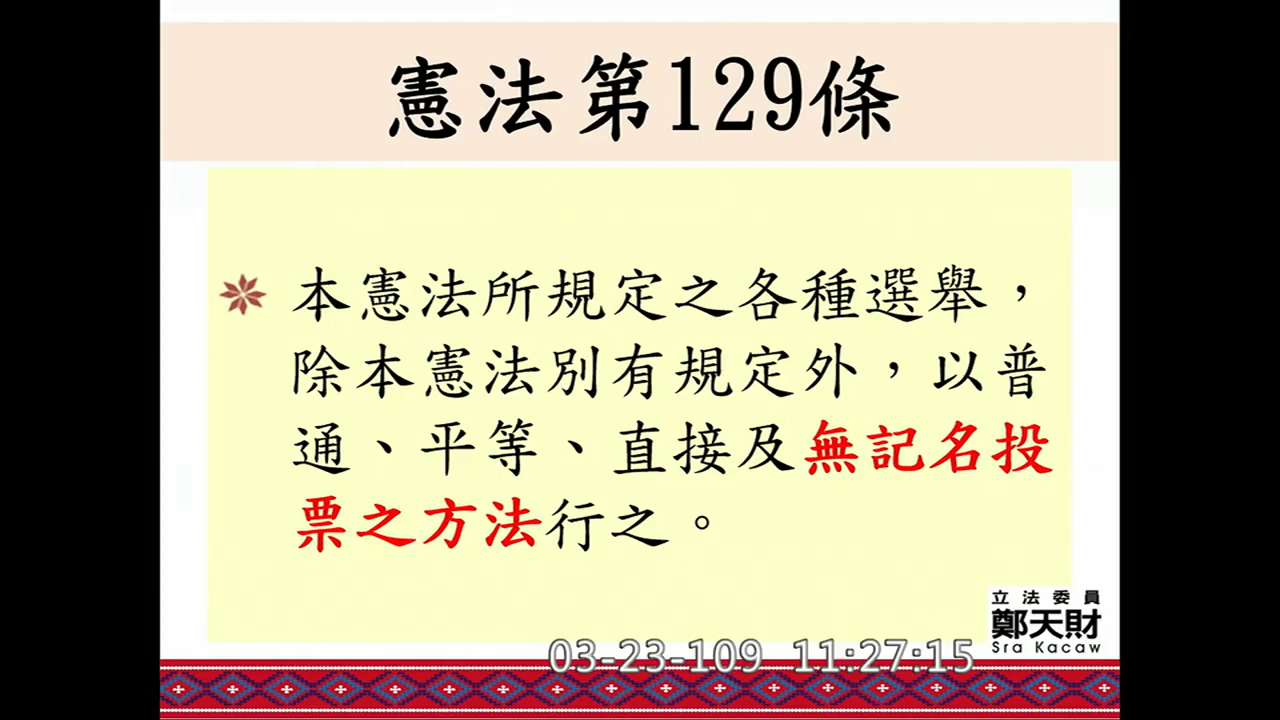 憲法第129條
本憲法所規定之各種選舉，
除本憲法別有規定外，以普
通、平等、直接及無記名投
票之方法行之。
立法委員
鄭天財
Sra Kacaw
03-23-109 11:27:15